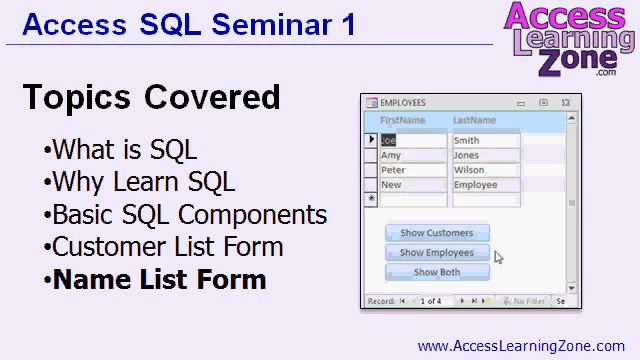 Access SQL Seminar 1
Access
Learning
Zone
.com
Topics Covered
•What is SQL
•Why Learn SQL
•Basic SQL Components
•Customer List Form
•Name List Form
EMPLOYEES
FirstName LastName
Joe Smith
Amy Jones
Peter Wilson
New Employee
Show Customers
Show Employees
Show Both
Record: 1 of 4 No Filter Se
www.AccessLearningZone.com